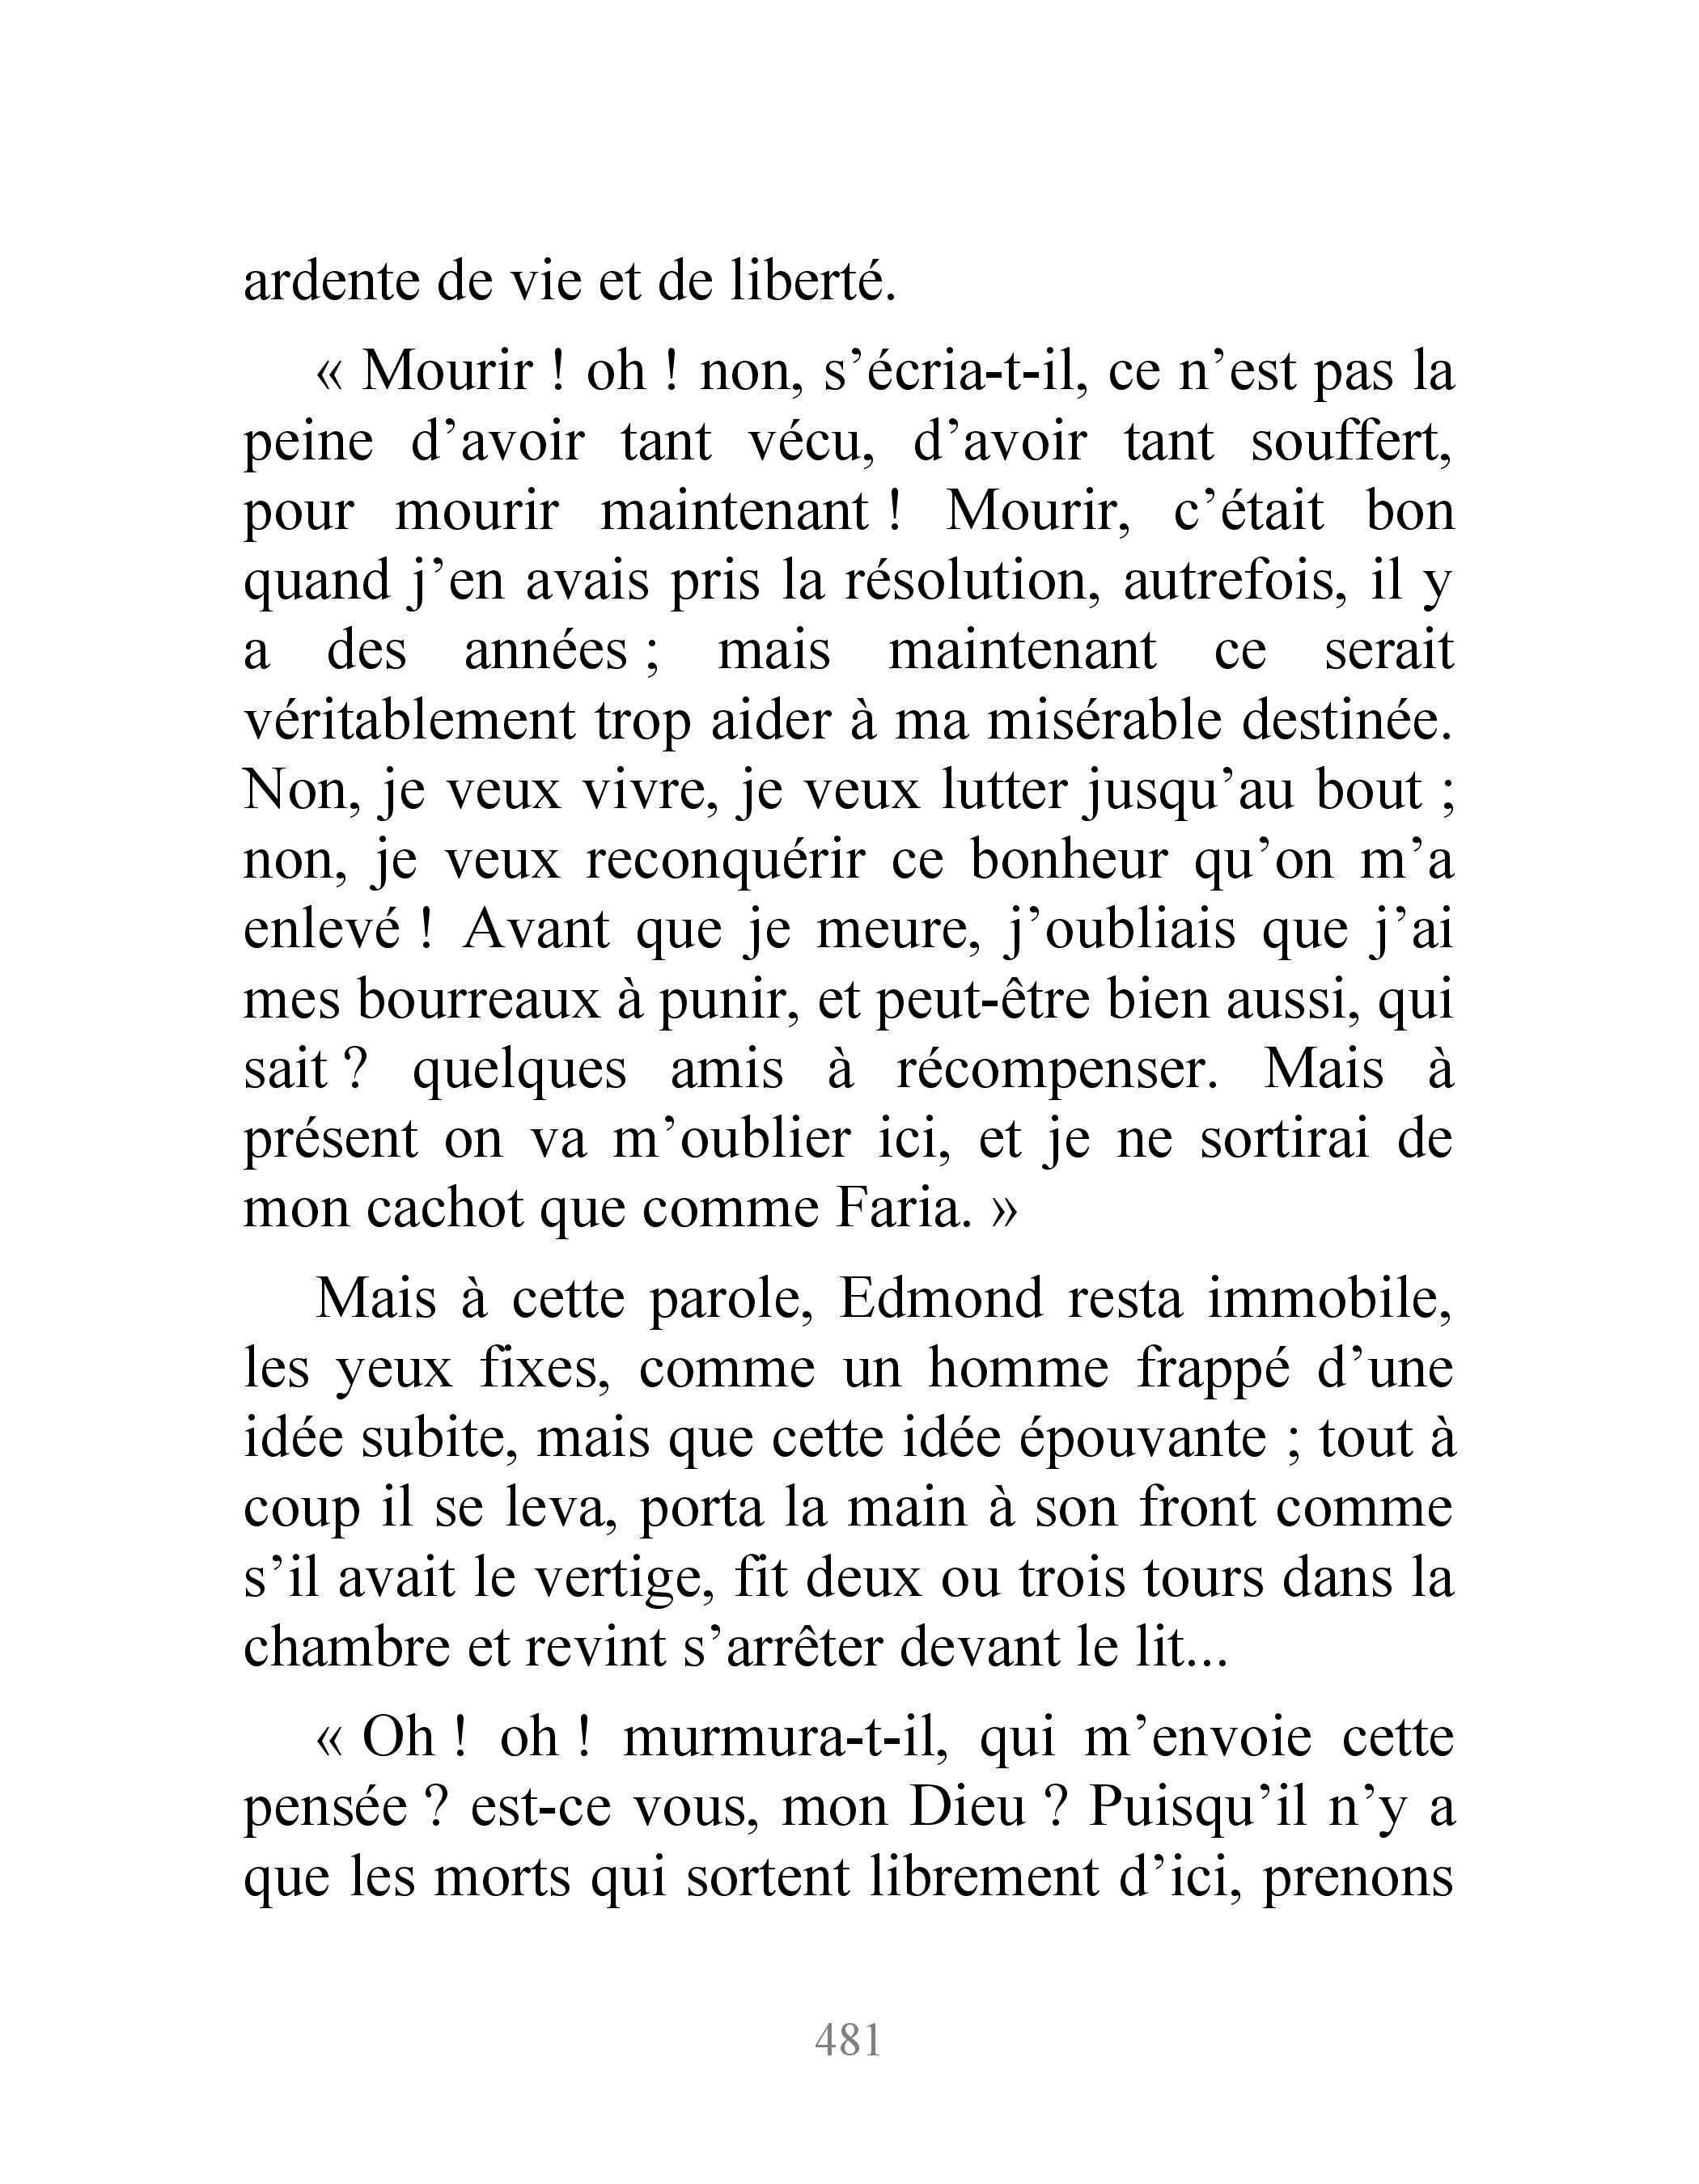 ardente de vie et de liberté.
« Mourir ! oh ! non, s’écria-t-il, ce n’est pas la
peine d’avoir tant vécu, d’avoir tant souffert,
pour mourir maintenant ! Mourir, c’était bon
quand j’en avais pris la résolution, autrefois, il y
a des années ; mais maintenant ce serait
véritablement trop aider à ma misérable destinée.
Non, je veux vivre, je veux lutter jusqu’au bout ;
non, je veux reconquérir ce bonheur qu’on m’a
enlevé ! Avant que je meure, j’oubliais que j’ai
mes bourreaux à punir, et peut-être bien aussi, qui
sait ? quelques amis à récompenser. Mais à
présent on va m’oublier ici, et je ne sortirai de
mon cachot que comme Faria. »
Mais à cette parole, Edmond resta immobile,
les yeux fixes, comme un homme frappé d’une
idée subite, mais que cette idée épouvante ; tout à
coup il se leva, porta la main à son front comme
s’il avait le vertige, fit deux ou trois tours dans la
chambre et revint s’arrêter devant le lit...
« Oh ! oh ! murmura-t-il, qui m’envoie cette
pensée ? est-ce vous, mon Dieu ? Puisqu’il n’y a
que les morts qui sortent librement d’ici, prenons
481